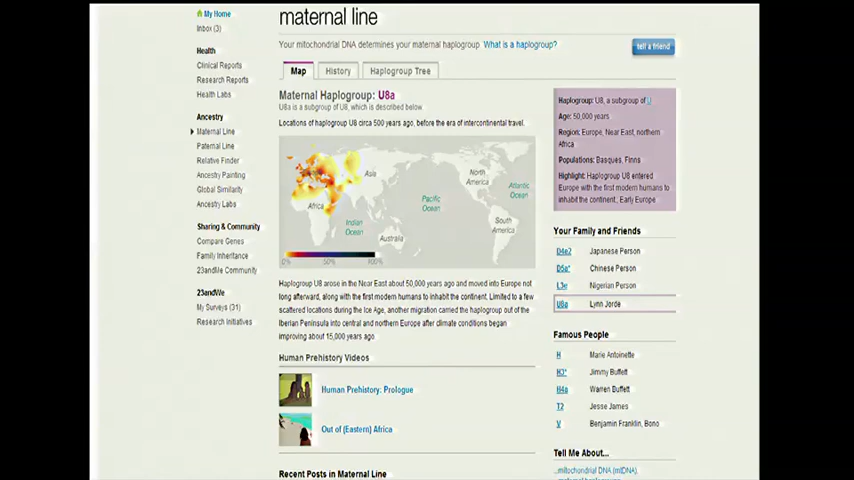 My Home
Inbox (3)
Health
Clinical Reports
Research Reports
Health Labs
Ancestry
Maternal Line
Paternal Line
Relative Finder
Ancestry Painting
Global Similarity
Ancestry Labs
Sharing & Community
Compare Genes
Family Inheritance
23andMe Community
23andWe
My Surveys (31)
Research Initiatives
maternal line
Your mitochondrial DNA determines your maternal haplogroup. What is a haplogroup?
tell a friend
Map
History
Haplogroup Tree
Maternal Haplogroup: U8a
U8a is a subgroup of U8, which is described below
Locations of haplogroup U8 circa 500 years ago, before the era of intercontinental travel.
Asia
North
America
Atlantic
Ocean
Pacific
Ocean
Africa
Indian
Ocean
South
America
Australia
0%
50%
100%
Haplogroup U8 arose in the Near East about 50,000 years ago and moved into Europe not
long afterward, along with the first modern humans to inhabit the continent. Limited to a few
scattered locations during the Ice Age, another migration carried the haplogroup out of the
Iberian Peninsula into central and northern Europe after climate conditions began
improving about 15,000 years ago.
Human Prehistory Videos
Human Prehistory: Prologue
Out of (Eastern) Africa
Recent Posts in Maternal Line
Haplogroup: U8, a subgroup of U
Age: 50,000 years
Region: Europe, Near East, northern
Africa
Populations: Basques, Finns
Highlight: Haplogroup U8 entered
Europe with the first modern humans to
inhabit the continent.; Early Europe
Your Family and Friends
D4e2 Japanese Person
D5a* Chinese Person
L3e Nigerian Person
U8a Lynn Jorde
Famous People
H Marie Antoinette
H3* Jimmy Buffett
H4a Warren Buffett
T2 Jesse James
V Benjamin Franklin, Bono
Tell Me About...
...mitochondrial DNA (mtDNA)